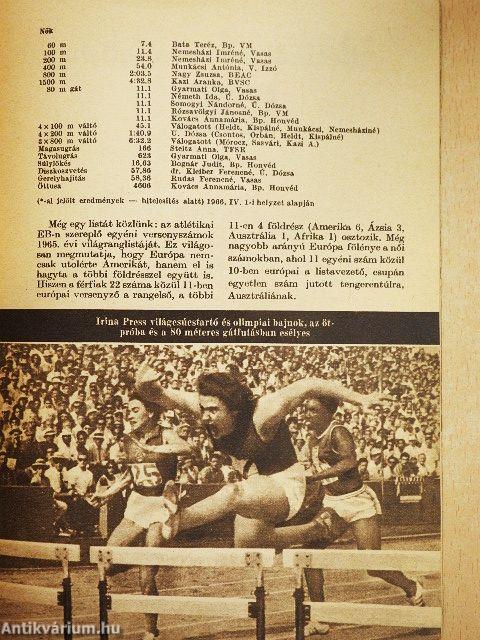 Nők
60 m 7.4 Bata Teréz, Bp. VM
100 m 11.4 Nemesházi Imréné, Vasas
200 m 23.8 Nemesházi Imréné, Vasas
400 m 54.0 Munkácsi Antónia, V. Izzó
800 m 2:03.5 Nagy Zsuzsa, BEAC
1500 m 4:32.8 Kazi Aranka, BVSC
80 m gát 11.1 Gyarmati Olga, Vasas
11.1 Németh Ida, Ú. Dózsa
11.1 Somogyi Nándorné, Ú. Dózsa
11.1 Rózsavölgyi Jánosné, Bp. VM
11.1 Kovács Annamária, Bp. Honvéd
4×100 m váltó 45.1 Válogatott (Heldt, Kispálné, Munkácsi, Nemesháziné)
4×200 m váltó 1:40.9 Ú. Dózsa (Csontos, Orbán, Heldt, Kispálné)
3×800 m váltó 6:32.2 Válogatott (Mórocz, Sasvári, Kazi A.)
Magasugrás 166 Steitz Anna, TFSE
Távolugrás 623 Gyarmati Olga, Vasas
Súlylökés 16,63 Bognár Judit, Bp. Honvéd
Diszkoszvetés 57,86 dr. Kleiber Ferencné, Ú. Dózsa
Gerelyhajítás 58,36 Rudas Ferencné, Vasas
Öttusa 4606 Kovács Annamária, Bp. Honvéd
(*-al jelölt eredmények — hitelesítés alatt) 1966. IV. 1-i helyzet alapján
Még egy listát közlünk: az atlétikai
EB-n szereplő egyéni versenyszámok
1965. évi világranglistáját. Ez világo-
san megmutatja, hogy Európa nem-
csak utolérte Amerikát, hanem el is
hagyta a többi földrésszel együtt is.
Hiszen a férfiak 22 száma közül 11-ben
európai versenyző a rangelső, a többi
11-en 4 földrész (Amerika 6, Ázsia 3,
Ausztrália 1, Afrika 1) osztozik. Még
nagyobb arányú Európa fölénye a női
számokban, ahol 11 egyéni szám közül
10-ben európai a listavezető, csupán
egyetlen szám jutott tengerentúlra,
Ausztráliának.
Irina Press világcsúcstartó és olimpiai bajnok, az öt-
próba és a 80 méteres gátfutásban esélyes
Antikvárium.hu